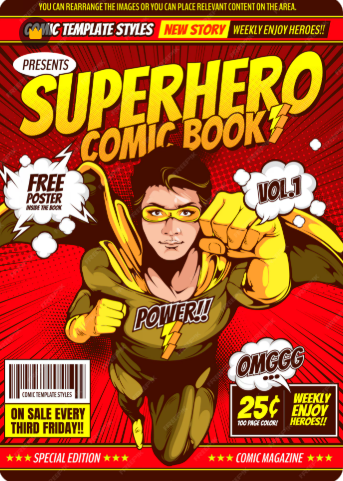 YOU CAN REARRANGE THE IMAGES OR YOU CAN PLACE RELEVANT CONTENT ON THE AREA.
COMIC TEMPLATE STYLES
NEW STORY
WEEKLY ENJOY HEROES!!
PRESENTS
SUPERHERO
COMIC BOOK
FREE
POSTER
INSIDE THE BOOK
VOL.1
POWER!!
OMGGG
COMIC TEMPLATE STYLES
ON SALE EVERY
THIRD FRIDAY!!
25¢
100 PAGE COLOR!
WEEKLY
ENJOY
HEROES!!
SPECIAL EDITION
COMIC MAGAZINE